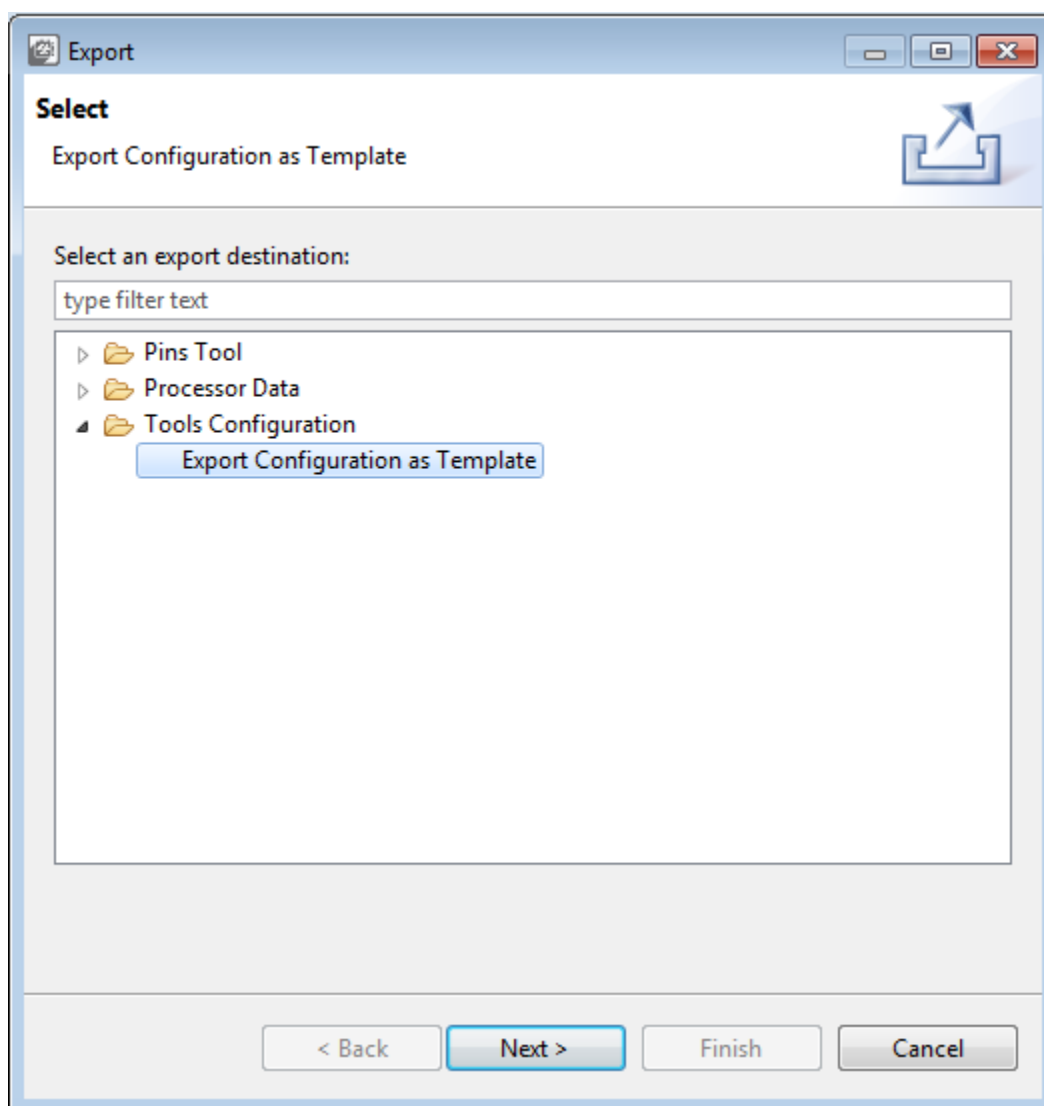 Export
Select
Export Configuration as Template
Select an export destination:
type filter text
Pins Tool
Processor Data
Tools Configuration
Export Configuration as Template
< Back Next > Finish Cancel